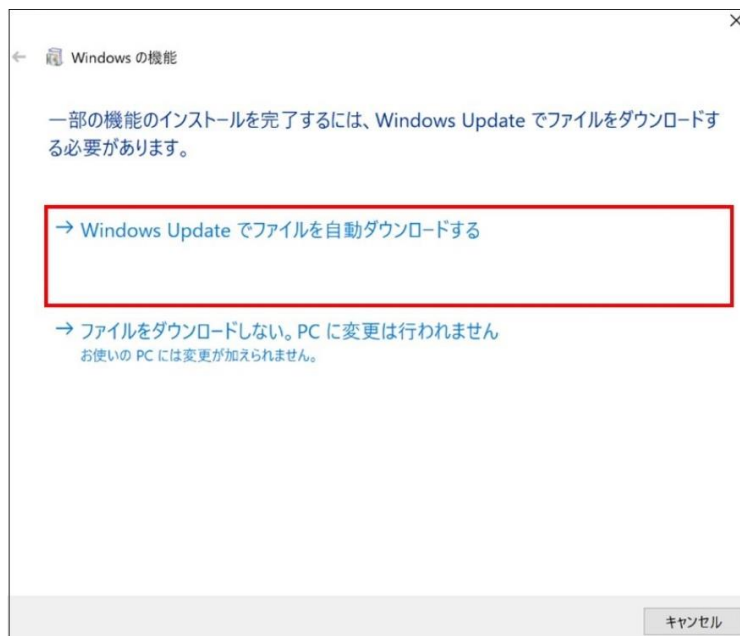 Windows の機能
一部の機能のインストールを完了するには、Windows Update でファイルをダウンロードす
る必要があります。
→ Windows Update でファイルを自動ダウンロードする
→ ファイルをダウンロードしない。PC に変更は行われません
お使いの PC には変更が加えられません。
キャンセル